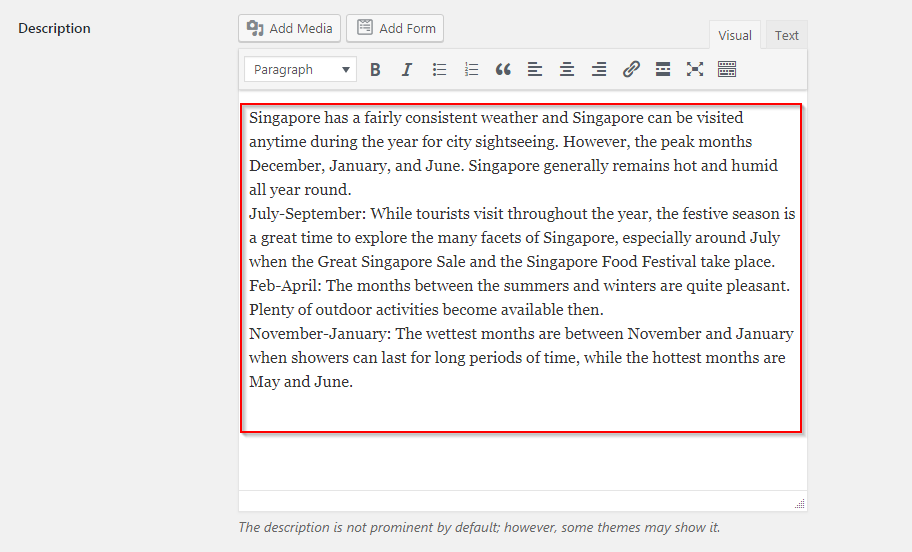 Description
Add Media
Add Form
Visual
Text
Paragraph
B
I
Singapore has a fairly consistent weather and Singapore can be visited
anytime during the year for city sightseeing. However, the peak months
December, January, and June. Singapore generally remains hot and humid
all year round.
July-September: While tourists visit throughout the year, the festive season is
a great time to explore the many facets of Singapore, especially around July
when the Great Singapore Sale and the Singapore Food Festival take place.
Feb-April: The months between the summers and winters are quite pleasant.
Plenty of outdoor activities become available then.
November-January: The wettest months are between November and January
when showers can last for long periods of time, while the hottest months are
May and June.
The description is not prominent by default; however, some themes may show it.